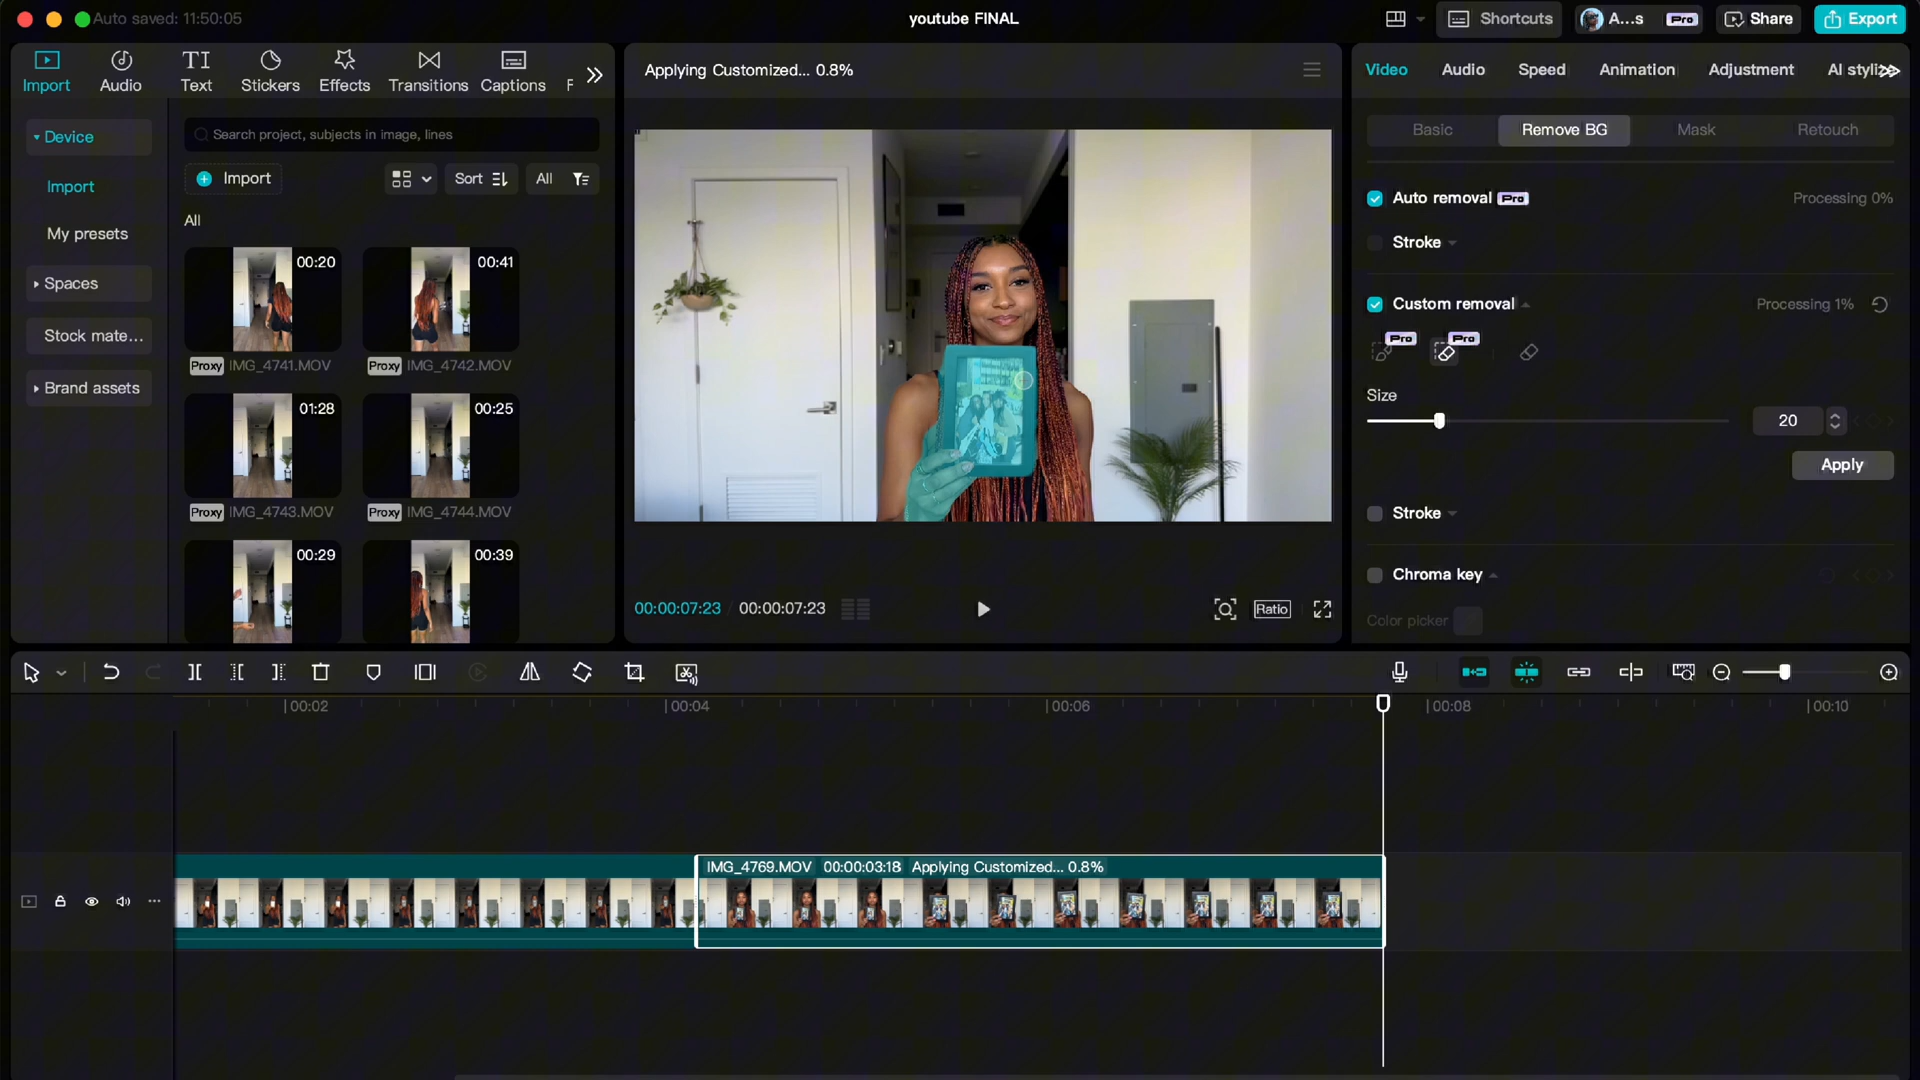 Auto saved: 11:50:05
youtube FINAL
Shortcuts
A...s
Pro
Share
Export
Import
Audio
Text
Stickers
Effects
Transitions
Captions
F
Device
Import
My presets
Spaces
Stock mate...
Brand assets
Search project, subjects in image, lines
Import
Sort
All
All
00:20
00:41
Proxy IMG_4741.MOV
Proxy IMG_4742.MOV
01:28
00:25
Proxy IMG_4743.MOV
Proxy IMG_4744.MOV
00:29
00:39
Applying Customized... 0.8%
00:00:07:23 / 00:00:07:23
Ratio
Video
Audio
Speed
Animation
Adjustment
AI stylize
Basic
Remove BG
Mask
Retouch
Auto removal Pro
Processing 0%
Stroke
Custom removal
Processing 1%
Pro
Pro
Size
20
Apply
Stroke
Chroma key
Color picker
00:02
00:04
00:06
00:08
00:10
IMG_4769.MOV 00:00:03:18 Applying Customized... 0.8%